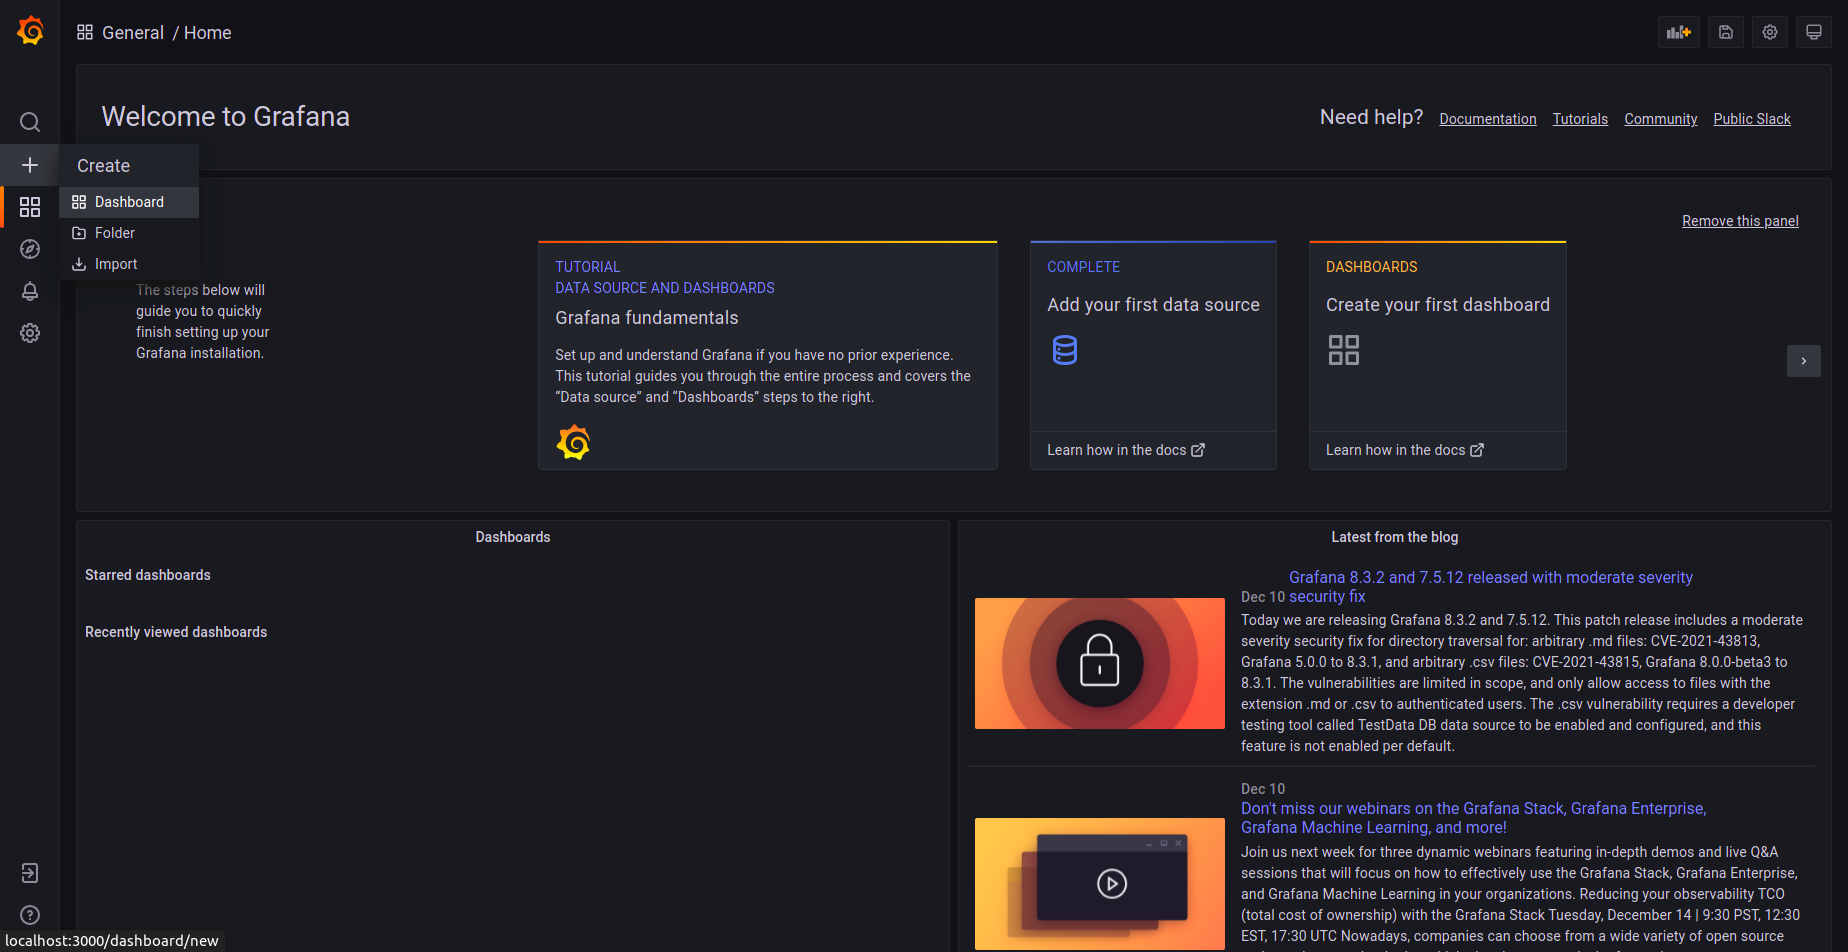 General / Home
Welcome to Grafana
Need help? Documentation Tutorials Community Public Slack
Create
Dashboard
Folder
Import
Remove this panel
The steps below will
guide you to quickly
finish setting up your
Grafana installation.
TUTORIAL
DATA SOURCE AND DASHBOARDS
Grafana fundamentals
Set up and understand Grafana if you have no prior experience.
This tutorial guides you through the entire process and covers the
“Data source” and “Dashboards” steps to the right.
COMPLETE
Add your first data source
Learn how in the docs
DASHBOARDS
Create your first dashboard
Learn how in the docs
Dashboards
Starred dashboards
Recently viewed dashboards
Latest from the blog
Grafana 8.3.2 and 7.5.12 released with moderate severity
Dec 10 security fix
Today we are releasing Grafana 8.3.2 and 7.5.12. This patch release includes a moderate
severity security fix for directory traversal for: arbitrary .md files: CVE-2021-43813,
Grafana 5.0.0 to 8.3.1, and arbitrary .csv files: CVE-2021-43815, Grafana 8.0.0-beta3 to
8.3.1. The vulnerabilities are limited in scope, and only allow access to files with the
extension .md or .csv to authenticated users. The .csv vulnerability requires a developer
testing tool called TestData DB data source to be enabled and configured, and this
feature is not enabled per default.
Dec 10
Don't miss our webinars on the Grafana Stack, Grafana Enterprise,
Grafana Machine Learning, and more!
Join us next week for three dynamic webinars featuring in-depth demos and live Q&A
sessions that will focus on how to effectively use the Grafana Stack, Grafana Enterprise,
and Grafana Machine Learning in your organizations. Reducing your observability TCO
(total cost of ownership) with the Grafana Stack Tuesday, December 14 | 9:30 PST, 12:30
EST, 17:30 UTC Nowadays, companies can choose from a wide variety of open source
localhost:3000/dashboard/new